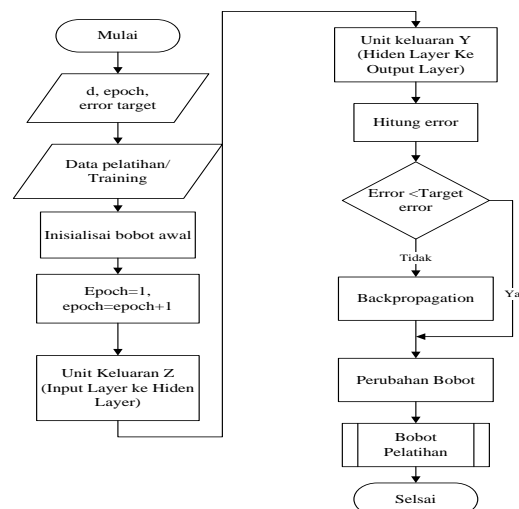 Mulai
d, epoch,
error target
Data pelatihan/
Training
Inisialisai bobot awal
Epoch=1,
epoch=epoch+1
Unit Keluaran Z
(Input Layer ke Hiden
Layer)
Unit keluaran Y
(Hiden Layer Ke
Output Layer)
Hitung error
Error <Target
error
Tidak
Ya
Backpropagation
Perubahan Bobot
Bobot
Pelatihan
Selsai